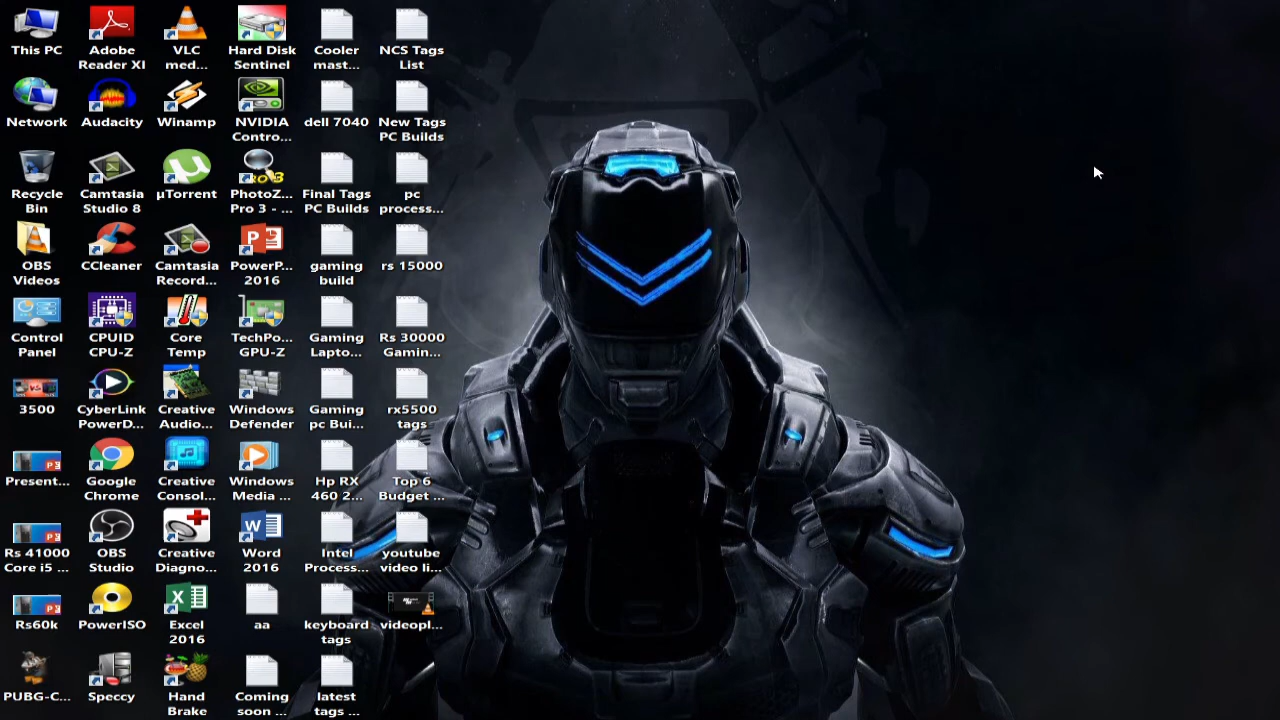 This PC
Adobe
Reader XI
VLC
med...
Hard Disk
Sentinel
Cooler
mast...
NCS Tags
List
Network
Audacity
Winamp
NVIDIA
Contro...
dell 7040
New Tags
PC Builds
Recycle
Bin
Camtasia
Studio 8
µTorrent
PhotoZ...
Pro 3 - ...
Final Tags
PC Builds
pc
process...
OBS
Videos
CCleaner
Camtasia
Record...
PowerP...
2016
gaming
build
rs 15000
Control
Panel
CPUID
CPU-Z
Core
Temp
TechPo...
GPU-Z
Gaming
Lapto...
Rs 30000
Gamin...
3500
CyberLink
PowerD...
Creative
Audio...
Windows
Defender
Gaming
pc Bui...
rx5500
tags
Present...
Google
Chrome
Creative
Consol...
Windows
Media ...
Hp RX
460 2...
Top 6
Budget ...
Rs 41000
Core i5 ...
OBS
Studio
Creative
Diagno...
Word
2016
Intel
Process...
youtube
video li...
Rs60k
PowerISO
Excel
2016
aa
keyboard
tags
videopl...
PUBG-C...
Speccy
Hand
Brake
Coming
soon ...
latest
tags ...